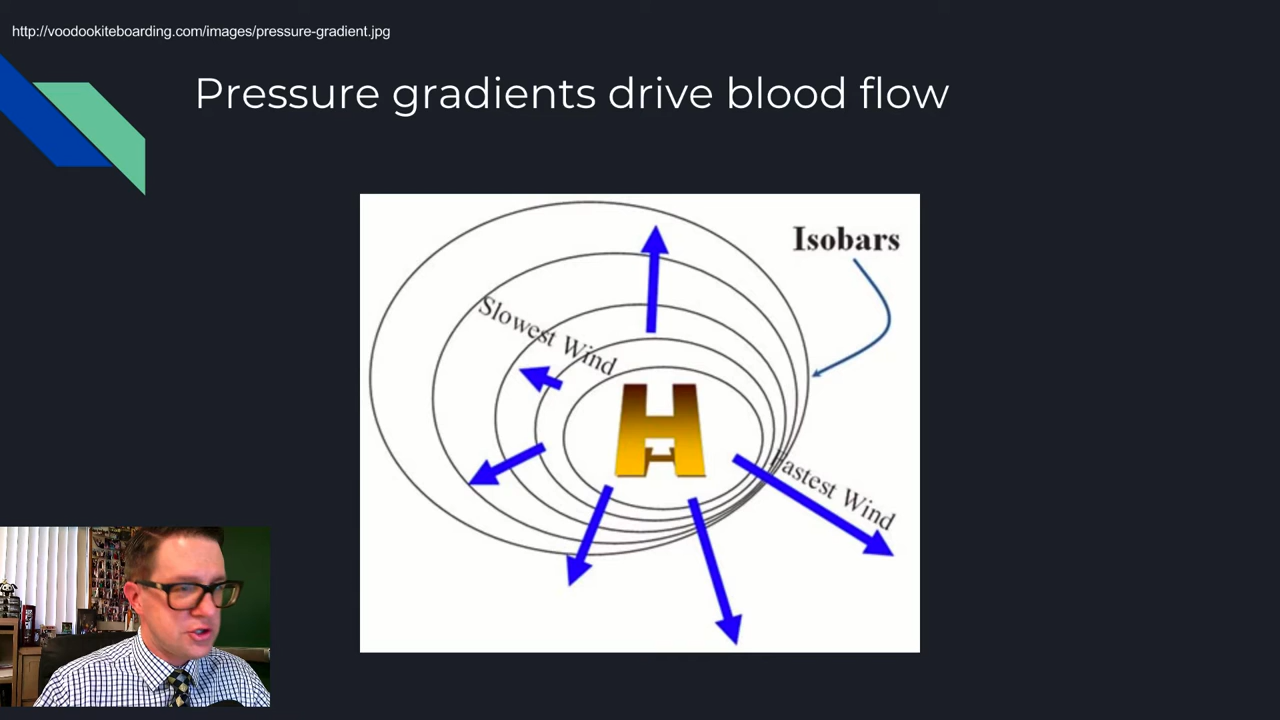 http://voodookiteboarding.com/images/pressure-gradient.jpg
Pressure gradients drive blood flow
Isobars
Slowest Wind
H
Fastest Wind